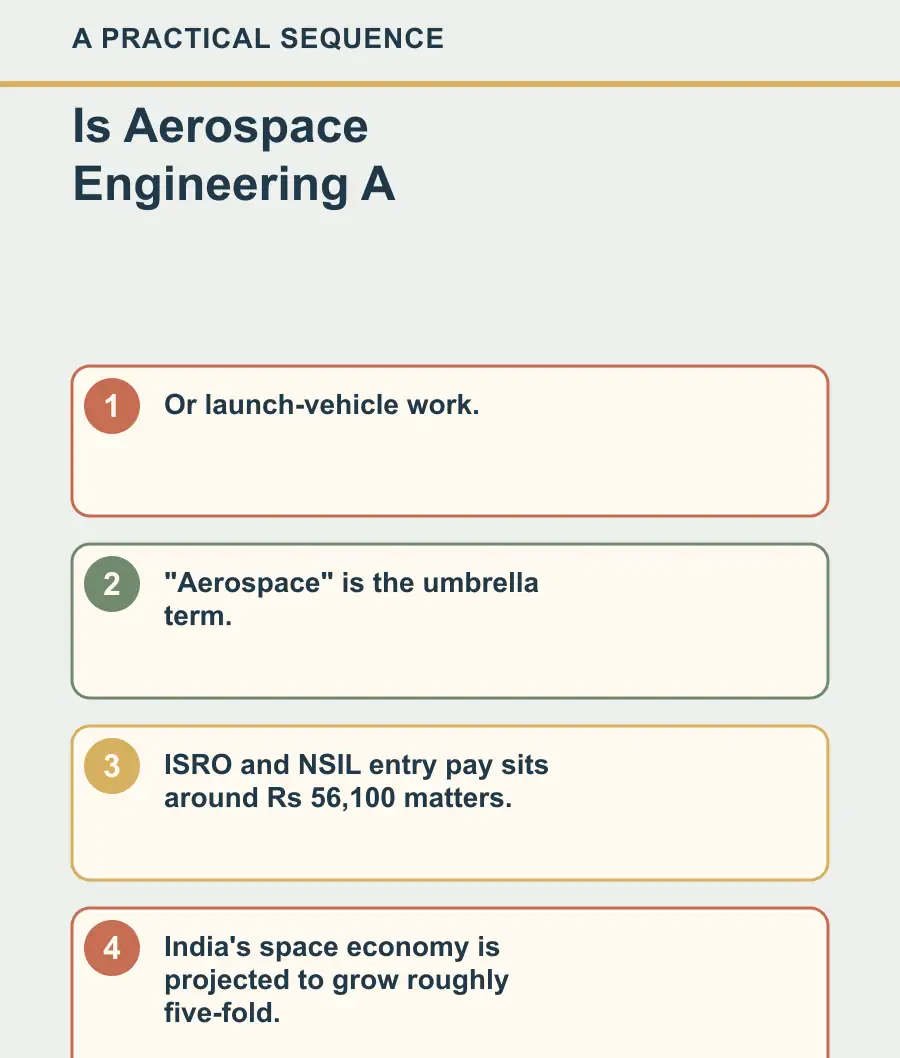 A PRACTICAL SEQUENCE
Is Aerospace
Engineering A
1
Or launch-vehicle work.
2
"Aerospace" is the umbrella
term.
3
ISRO and NSIL entry pay sits
around Rs 56,100 matters.
4
India's space economy is
projected to grow roughly
five-fold.